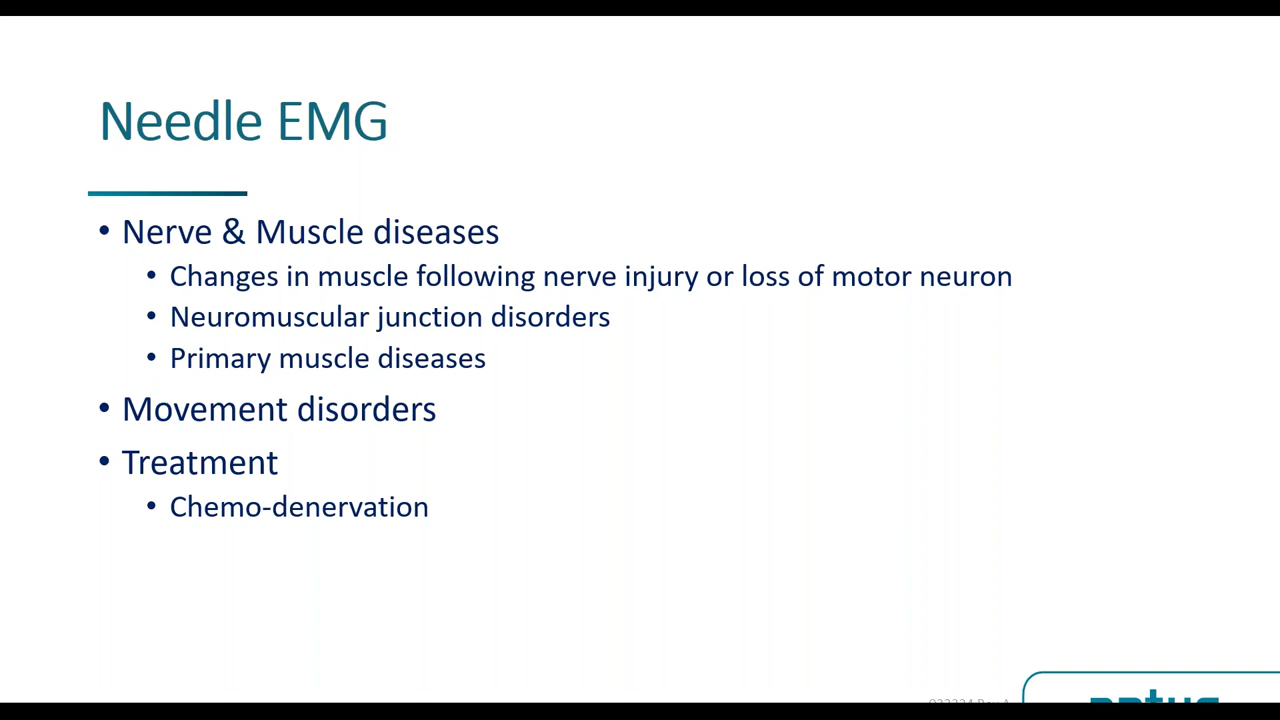 Needle EMG
• Nerve & Muscle diseases
• Changes in muscle following nerve injury or loss of motor neuron
• Neuromuscular junction disorders
• Primary muscle diseases
• Movement disorders
• Treatment
• Chemo-denervation